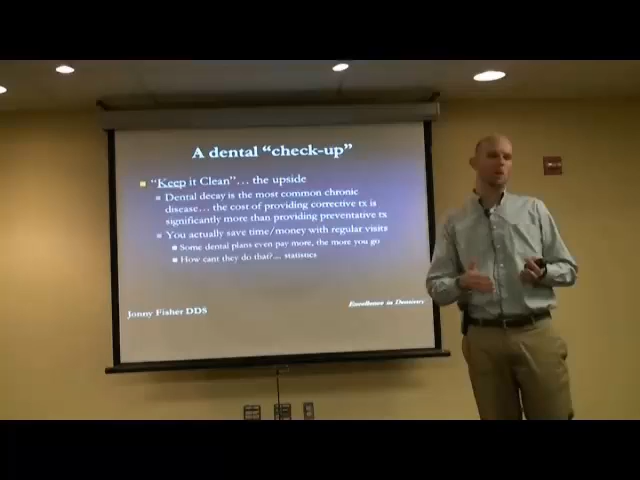 A dental "check-up"
"Keep it Clean"… the upside
Dental decay is the most common chronic
disease… the cost of providing corrective tx is
significantly more than providing preventative tx
You actually save time/money with regular visits
Some dental plans even pay more, the more you go
How cant they do that?... statistics
Jonny Fisher DDS
Excellence in Dentistry